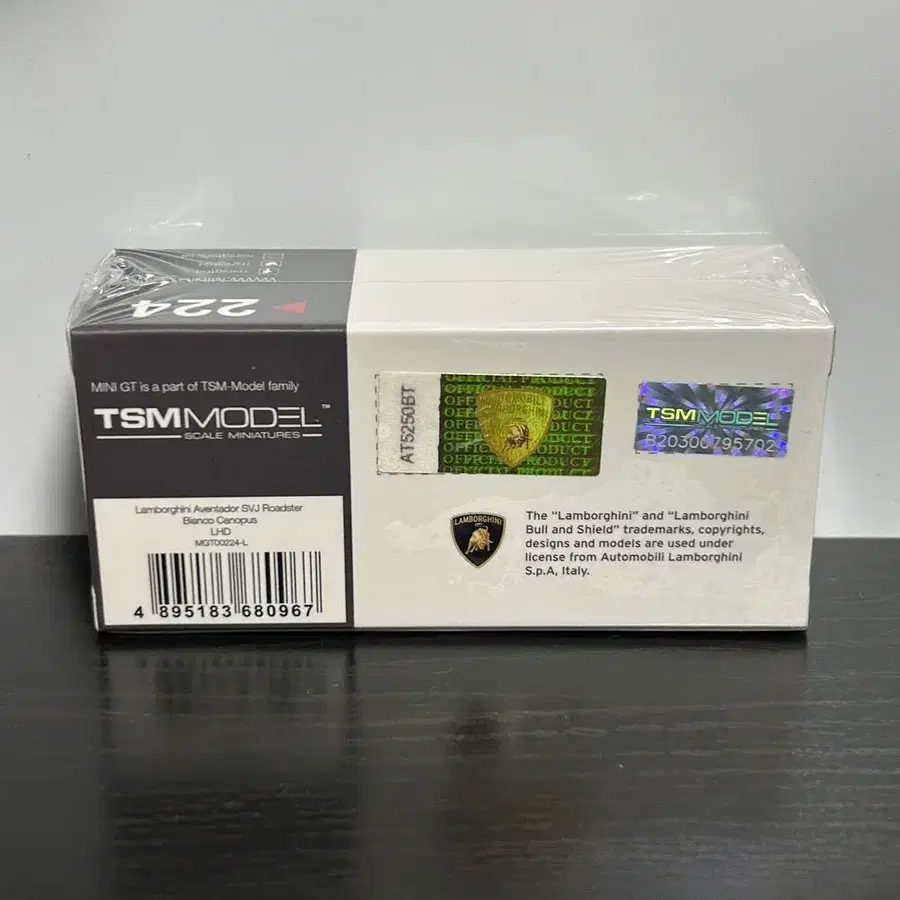 224
MINI GT is a part of TSM-Model family
TSMMODEL™
SCALE MINIATURES
Lamborghini Aventador SVJ Roadster
Bianco Canopus
LHD
MGT00224-L
4 895183 680967
AT5250BT
OFFICIAL PRODUCT
AUTOMOBILI
LAMBORGHINI
TSMMODEL
B20300795702
LAMBORGHINI
The “Lamborghini” and “Lamborghini
Bull and Shield” trademarks, copyrights,
designs and models are used under
license from Automobili Lamborghini
S.p.A, Italy.